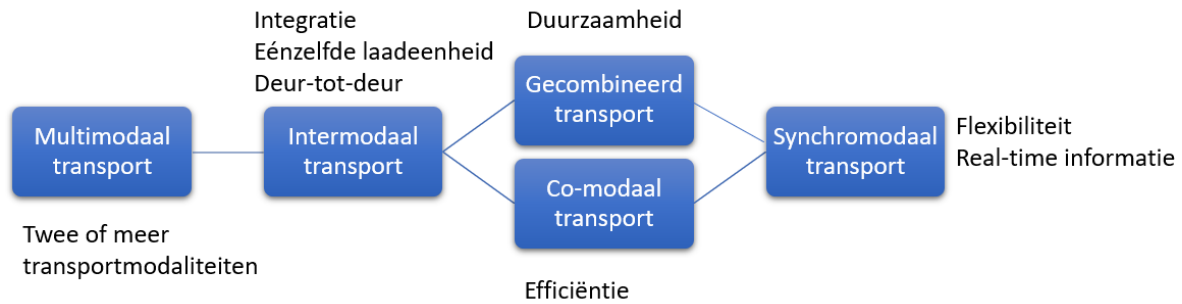 Integratie
Eénzelfde laadeenheid
Deur-tot-deur
Duurzaamheid
Multimodaal
transport
Intermodaal
transport
Gecombineerd
transport
Co-modaal
transport
Synchromodaal
transport
Flexibiliteit
Real-time informatie
Twee of meer
transportmodaliteiten
Efficiëntie